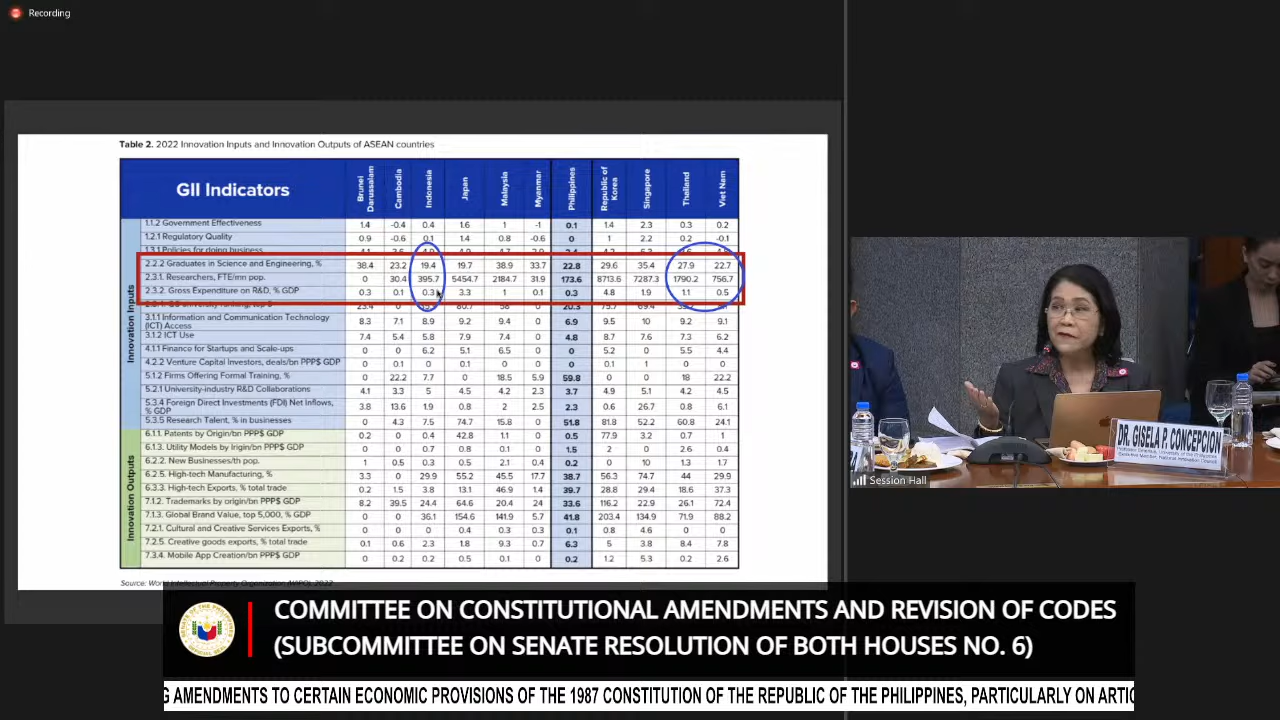 Recording
Table 2. 2022 Innovation Inputs and Innovation Outputs of ASEAN countries
GII Indicators Brunei Darussalam Cambodia Indonesia Japan Malaysia Myanmar Philippines Republic of Korea Singapore Thailand Viet Nam
Innovation Inputs
1.1.2 Government Effectiveness 1.4 -0.4 0.4 1.6 1 -1 0.1 1.4 2.3 0.3 0.2
1.2.1 Regulatory Quality 0.9 -0.6 0.1 1.4 0.8 -0.6 0 1 2.2 0.2 -0.1
1.3.1 Policies for doing business
2.2.2 Graduates in Science and Engineering, % 38.4 23.2 19.4 19.7 38.9 33.7 22.8 29.6 35.4 27.9 22.7
2.3.1. Researchers, FTE/mn pop. 0 30.4 395.7 5454.7 2184.7 31.9 173.6 8713.6 7287.3 1790.2 756.7
2.3.2. Gross Expenditure on R&D, % GDP 0.3 0.1 0.3 3.3 1 0.1 0.3 4.8 1.9 1.1 0.5
3.1.1 Information and Communication Technology (ICT) Access 8.3 7.1 8.9 9.2 9.4 0 6.9 9.5 10 9.2 9.1
3.1.2 ICT Use 7.4 5.4 5.8 7.9 7.4 0 4.8 8.7 7.6 7.3 6.2
4.1.1 Finance for Startups and Scale-ups 0 0 6.2 5.1 6.5 0 0 5.2 0 5.5 4.4
4.2.2 Venture Capital Investors, deals/bn PPP$ GDP 0 0.1 0 0.1 0 0 0 0.1 1 0 0
5.1.2 Firms Offering Formal Training, % 0 22.2 7.7 0 18.5 5.9 59.8 0 0 18 22.2
5.2.1 University-industry R&D Collaborations 4.1 3.3 5 4.5 4.2 2.3 3.7 4.9 5.1 4.2 4.5
5.3.4 Foreign Direct Investments (FDI) Net Inflows, % GDP 3.8 13.6 1.9 0.8 2 2.5 2.3 0.6 26.7 0.8 6.1
5.3.5 Research Talent, % in businesses 0 4.3 7.5 74.7 15.8 0 51.8 81.8 52.2 60.8 24.1
Innovation Outputs
6.1.1. Patents by Origin/bn PPP$ GDP 0.2 0 0.4 42.8 1.1 0 0.5 77.9 3.2 0.7 1
6.1.3. Utility Models by Irigin/bn PPP$ GDP 0 0 0.7 0.8 0.1 0 1.5 2 0 2.6 0.4
6.2.2. New Businesses/th pop. 1 0.5 0.3 0.5 2.1 0.4 0.2 0 10 1.3 1.7
6.2.5. High-tech Manufacturing, % 3.3 0 29.9 55.2 45.5 17.7 38.7 56.3 74.7 44 29.9
6.3.3. High-tech Exports, % total trade 0.2 1.5 3.8 13.1 46.9 1.4 39.7 28.8 29.4 18.6 37.3
7.1.2. Trademarks by origin/bn PPP$ GDP 8.2 39.5 24.4 64.6 20.4 24 33.6 116.2 22.9 26.1 72.4
7.1.3. Global Brand Value, top 5,000, % GDP 0 0 36.1 154.6 141.9 5.7 41.8 203.4 134.9 71.9 88.2
7.2.1. Cultural and Creative Services Exports, % 0 0 0 0.4 0.3 0.3 0.1 0.8 4.6 0 0
7.2.5. Creative goods exports, % total trade 0.1 0.6 2.3 1.8 9.3 0.7 6.3 5 3.8 8.4 7.8
7.3.4. Mobile App Creation/bn PPP$ GDP 0 0.2 0.2 0.5 0.1 0 0.2 1.2 5.3 0.2 2.6
Source: World Intellectual Property Organization (WIPO), 2022
DR. GISELA P. CONCEPCION
Session Hall
COMMITTEE ON CONSTITUTIONAL AMENDMENTS AND REVISION OF CODES
(SUBCOMMITTEE ON SENATE RESOLUTION OF BOTH HOUSES NO. 6)
G AMENDMENTS TO CERTAIN ECONOMIC PROVISIONS OF THE 1987 CONSTITUTION OF THE REPUBLIC OF THE PHILIPPINES, PARTICULARLY ON ARTIC